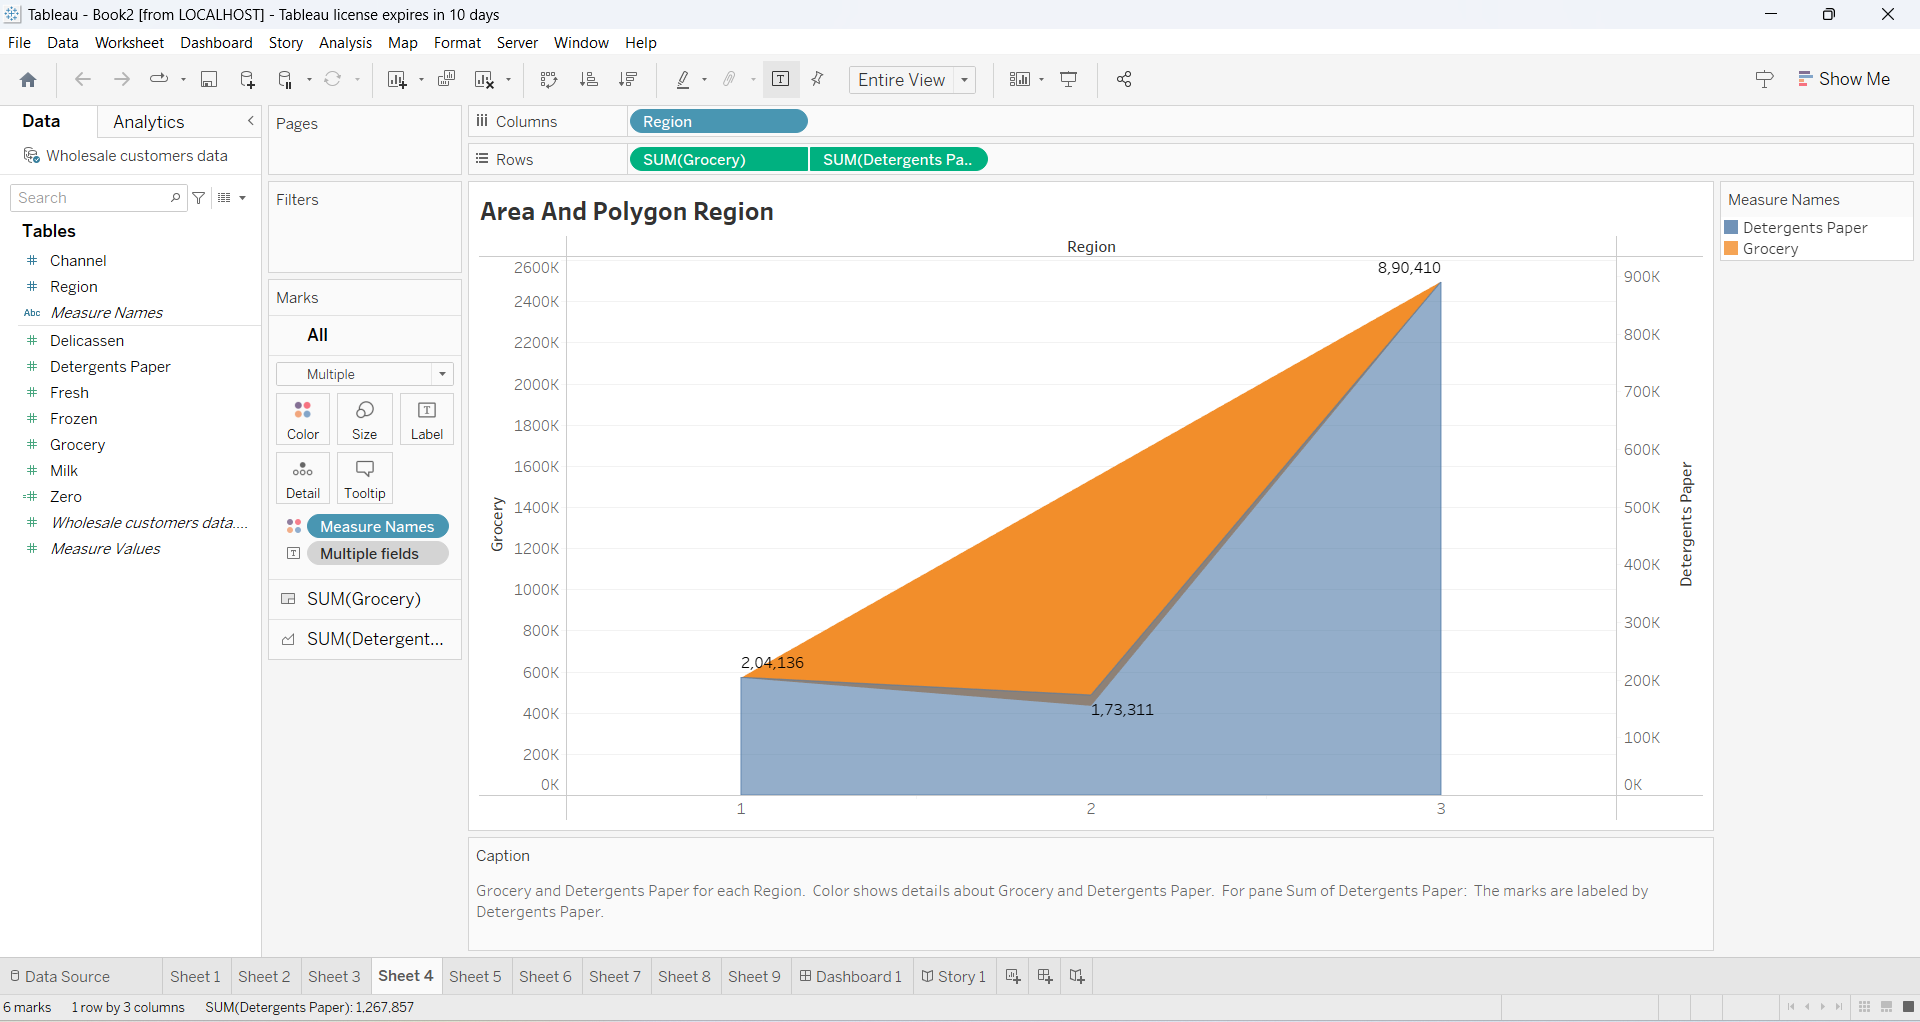 Tableau - Book2 [from LOCALHOST] - Tableau license expires in 10 days
File Data Worksheet Dashboard Story Analysis Map Format Server Window Help
Entire View
Show Me
Data Analytics
Wholesale customers data
Search
Tables
Channel
Region
Abc Measure Names
Delicassen
Detergents Paper
Fresh
Frozen
Grocery
Milk
Zero
Wholesale customers data....
Measure Values
Pages
Filters
Marks
All
Multiple
Color Size Label
Detail Tooltip
Measure Names
Multiple fields
SUM(Grocery)
SUM(Detergent...
Columns Region
Rows SUM(Grocery) SUM(Detergents Pa..
Area And Polygon Region
Region
2600K
2400K
2200K
2000K
1800K
1600K
1400K
1200K
1000K
800K
600K
400K
200K
0K
Grocery
8,90,410
2,04,136
1,73,311
1 2 3
900K
800K
700K
600K
500K
400K
300K
200K
100K
0K
Detergents Paper
Measure Names
Detergents Paper
Grocery
Caption
Grocery and Detergents Paper for each Region. Color shows details about Grocery and Detergents Paper. For pane Sum of Detergents Paper: The marks are labeled by
Detergents Paper.
Data Source Sheet 1 Sheet 2 Sheet 3 Sheet 4 Sheet 5 Sheet 6 Sheet 7 Sheet 8 Sheet 9 Dashboard 1 Story 1
6 marks 1 row by 3 columns SUM(Detergents Paper): 1,267,857